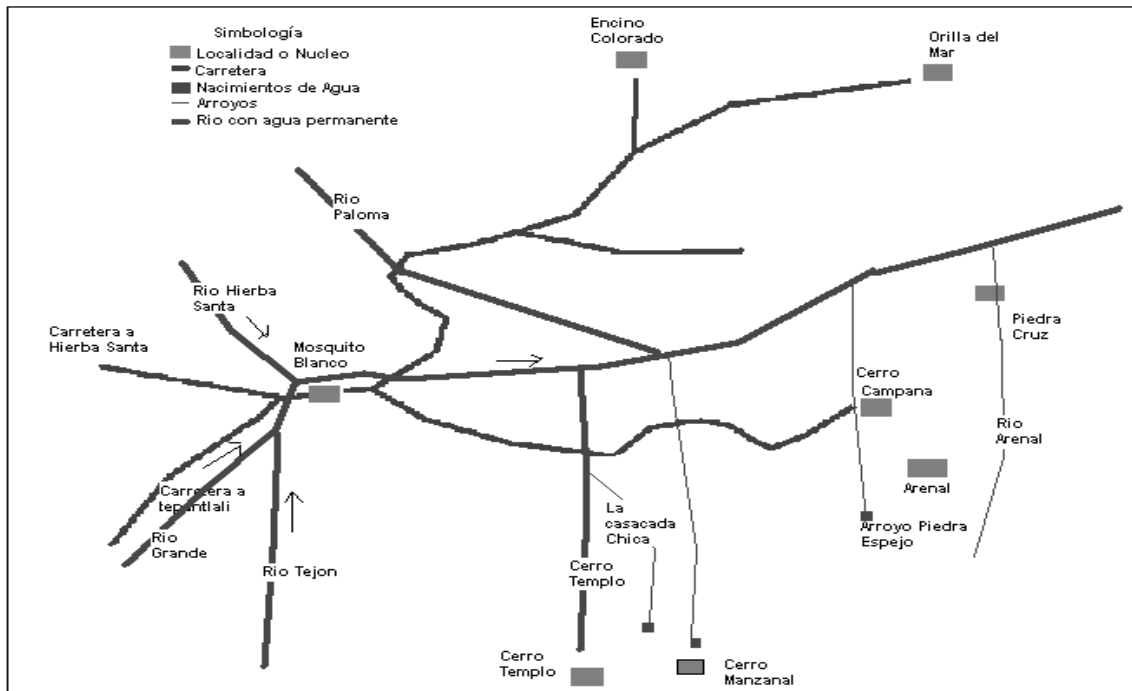 Simbología
Localidad o Nucleo
Carretera
Nacimientos de Agua
Arroyos
Rio con agua permanente
Encino
Colorado
Orilla del
Mar
Rio
Paloma
Rio Hierba
Santa
Carretera a
Hierba Santa
Mosquito
Blanco
Piedra
Cruz
Cerro
Campana
Rio
Arenal
Arenal
Carretera a
tepantlali
Rio
Grande
Rio Tejon
La
casacada
Chica
Arroyo Piedra
Espejo
Cerro
Templo
Cerro
Templo
Cerro
Manzanal